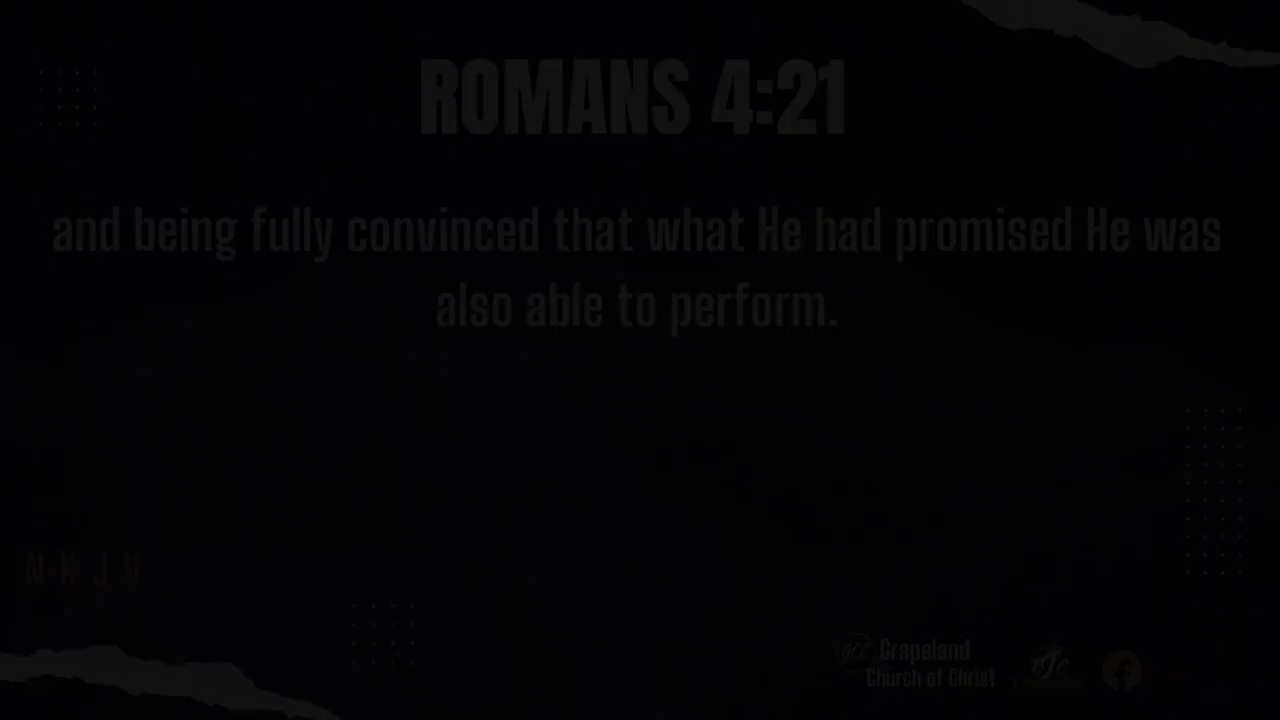 ROMANS 4:21
and being fully convinced that what He had promised He was
also able to perform.
N K J V
Grapeland
Church of Christ